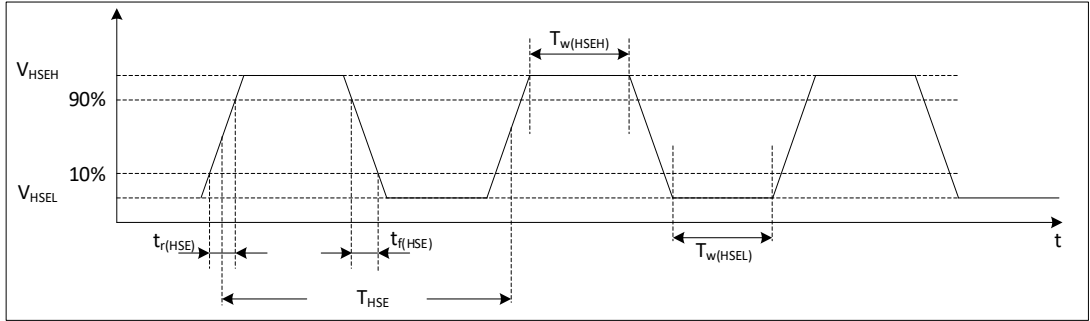 T_w(HSEH)
V_HSEH
90%
10%
V_HSEL
t_r(HSE)
t_f(HSE)
t
T_w(HSEL)
T_HSE